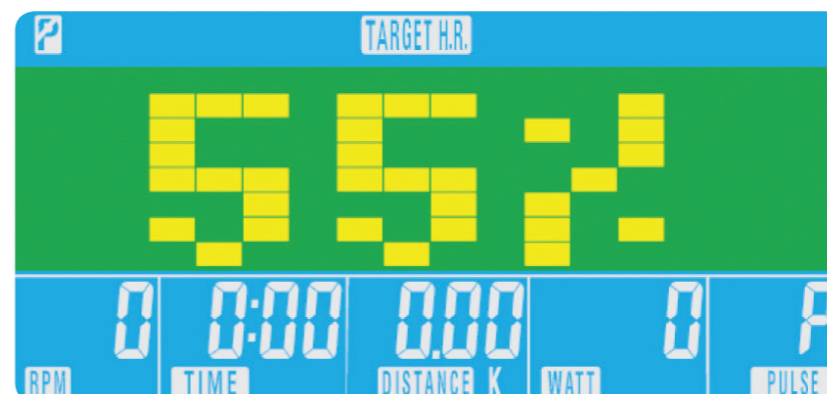 P TARGET H.R.
55%
0 0:00 0.00 0 P
RPM TIME DISTANCE K WATT PULSE